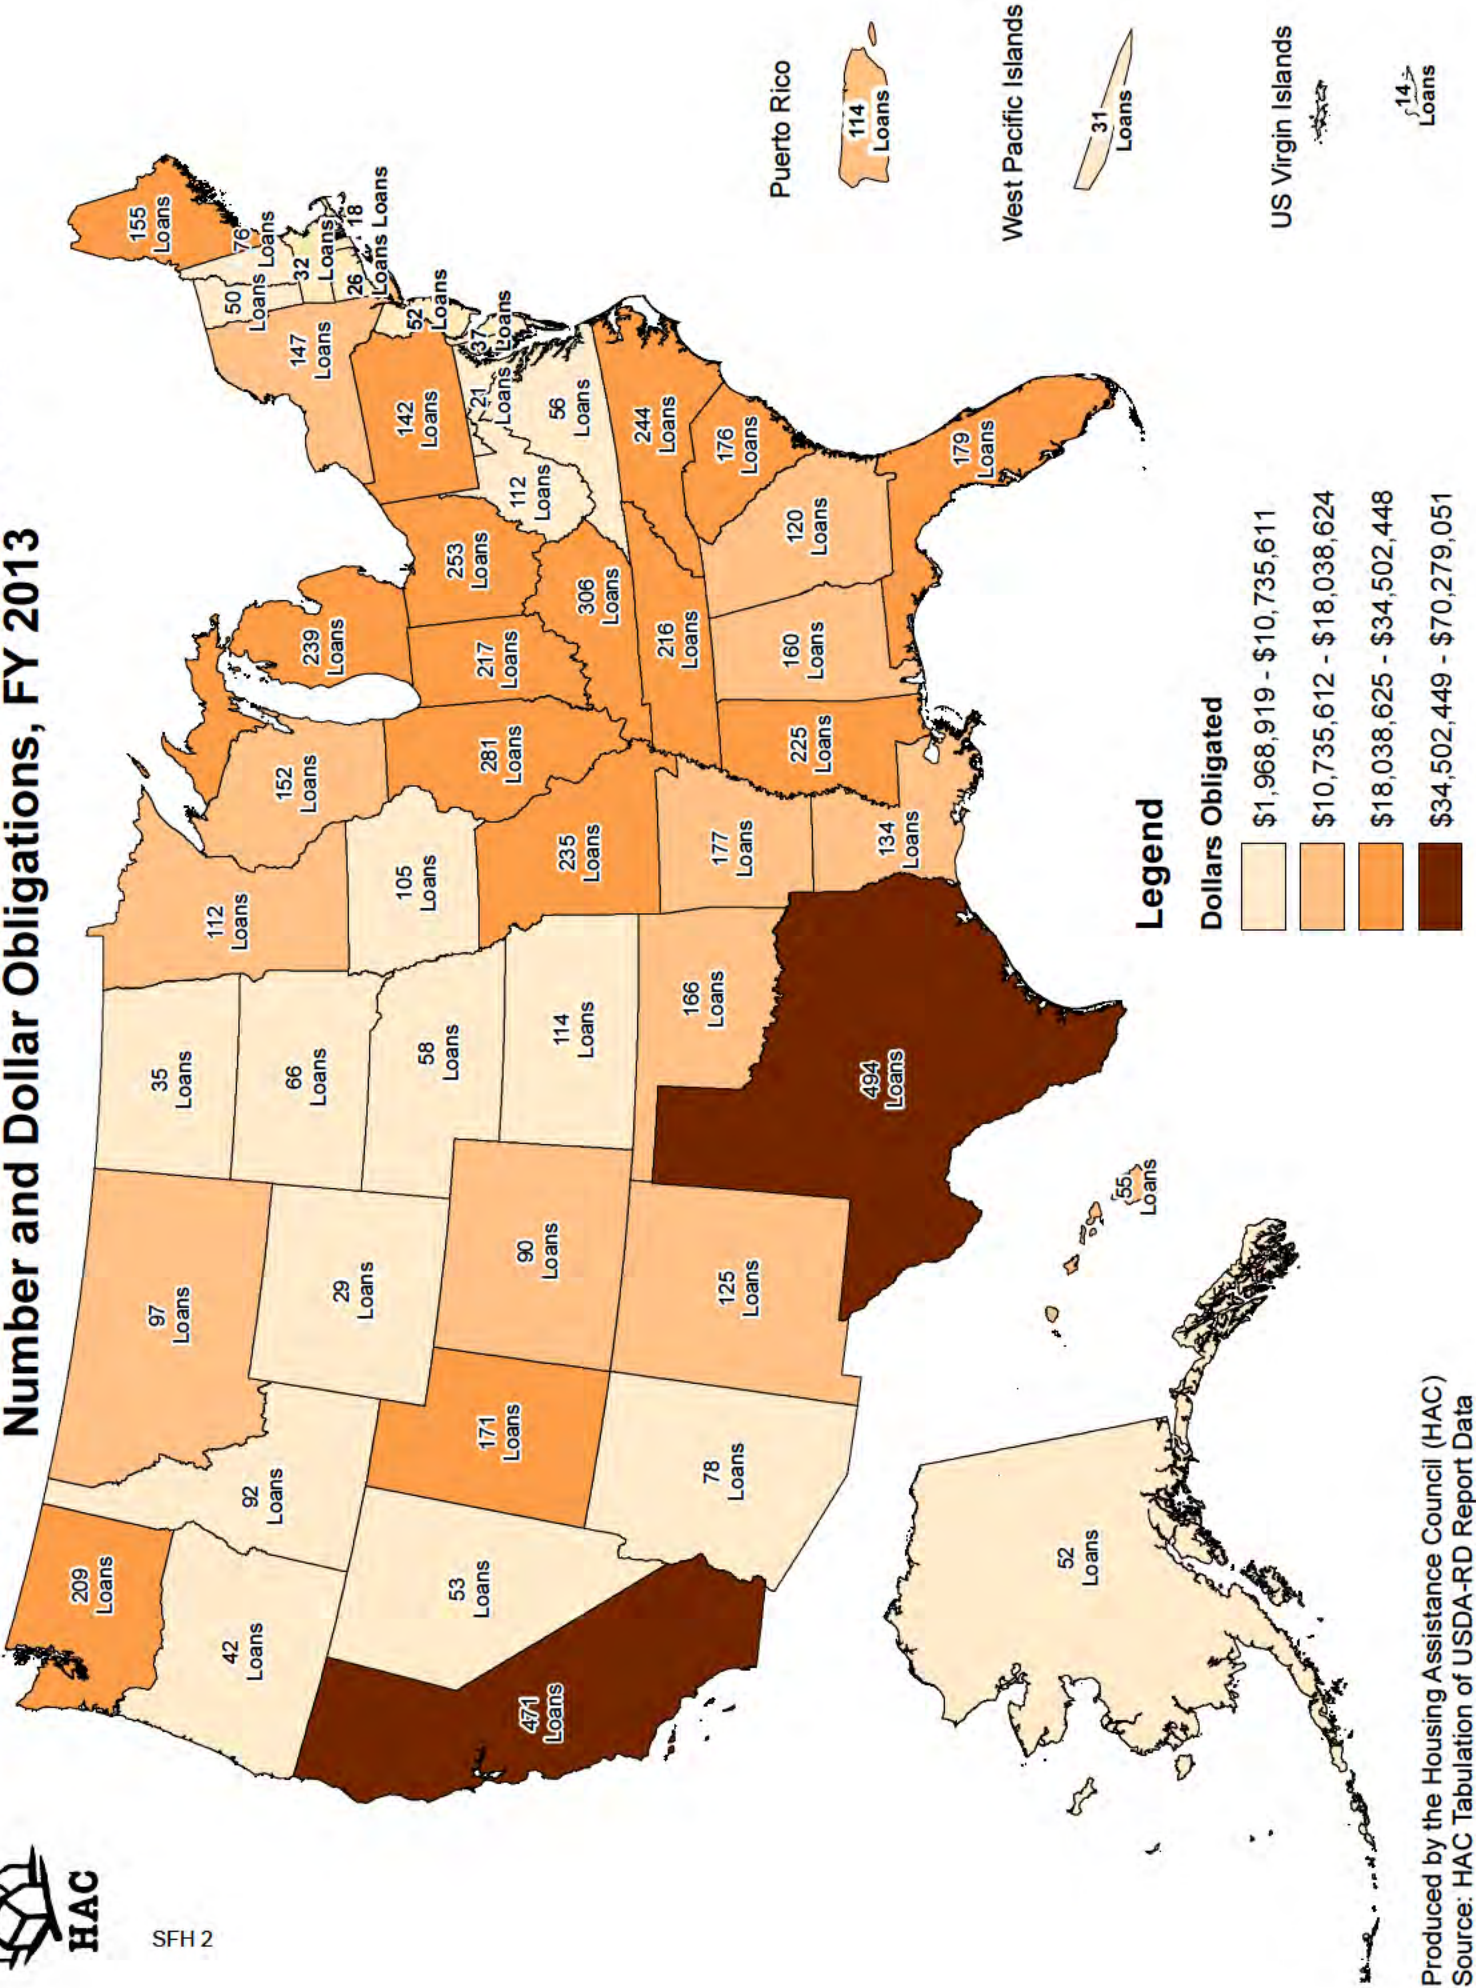 Number and Dollar Obligations, FY 2013
HAC
SFH 2
209
Loans
42
Loans
471
Loans
53
Loans
92
Loans
97
Loans
29
Loans
171
Loans
78
Loans
90
Loans
125
Loans
35
Loans
66
Loans
58
Loans
114
Loans
166
Loans
494
Loans
112
Loans
105
Loans
235
Loans
177
Loans
134
Loans
152
Loans
281
Loans
225
Loans
239
Loans
217
Loans
253
Loans
306
Loans
216
Loans
160
Loans
120
Loans
179
Loans
176
Loans
244
Loans
56
Loans
112
Loans
21
Loans
37
Loans
142
Loans
52
Loans
147
Loans
50
Loans
76
Loans
155
Loans
32
Loans
26
Loans
18
Loans
52
Loans
55
Loans
Puerto Rico
114
Loans
West Pacific Islands
31
Loans
US Virgin Islands
14
Loans
Legend
Dollars Obligated
$1,968,919 - $10,735,611
$10,735,612 - $18,038,624
$18,038,625 - $34,502,448
$34,502,449 - $70,279,051
Produced by the Housing Assistance Council (HAC)
Source: HAC Tabulation of USDA-RD Report Data